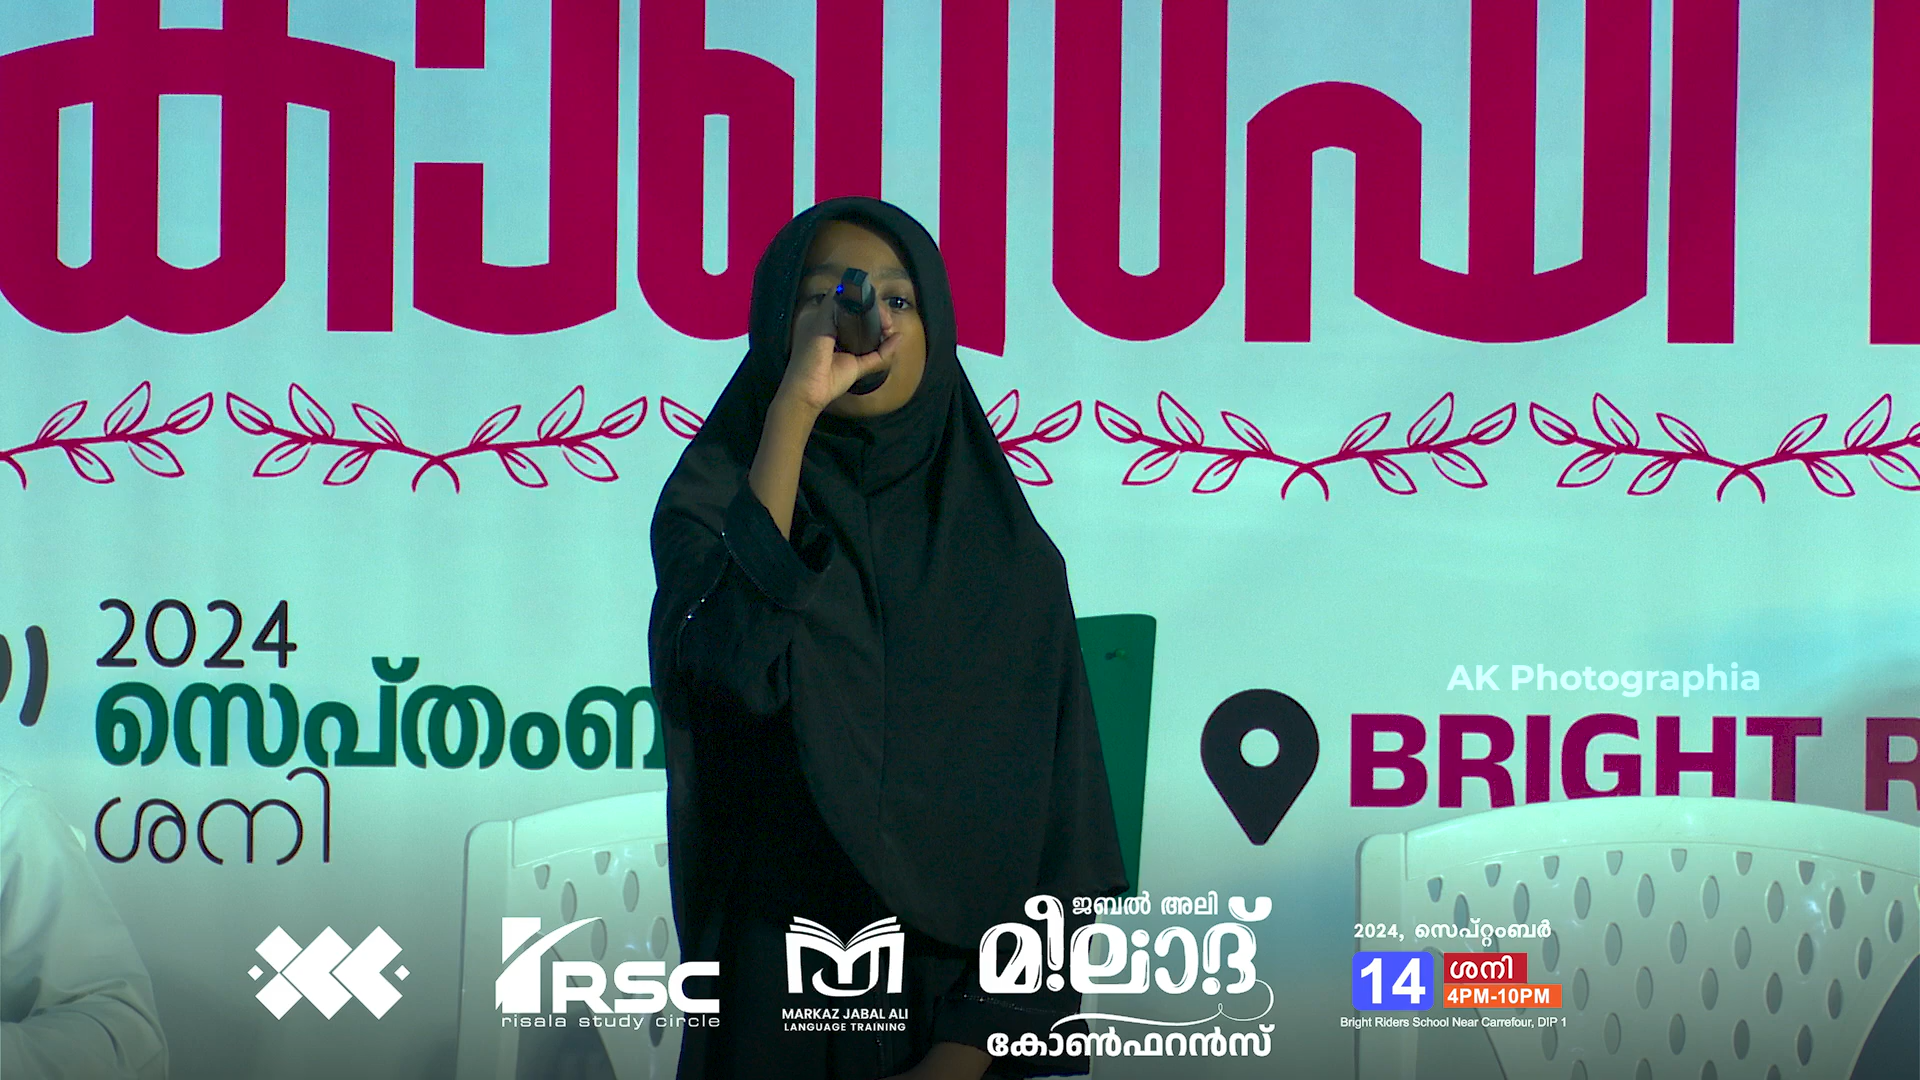 2024
സെപ്തംബ
ശനി
AK Photographia
BRIGHT R
RSC
risala study circle
MARKAZ JABAL ALI
LANGUAGE TRAINING
ജബൽ അലി
മീലാദ്
കോൺഫറൻസ്
2024, സെപ്റ്റംബർ
14 ശനി
4PM-10PM
Bright Riders School Near Carrefour, DIP 1